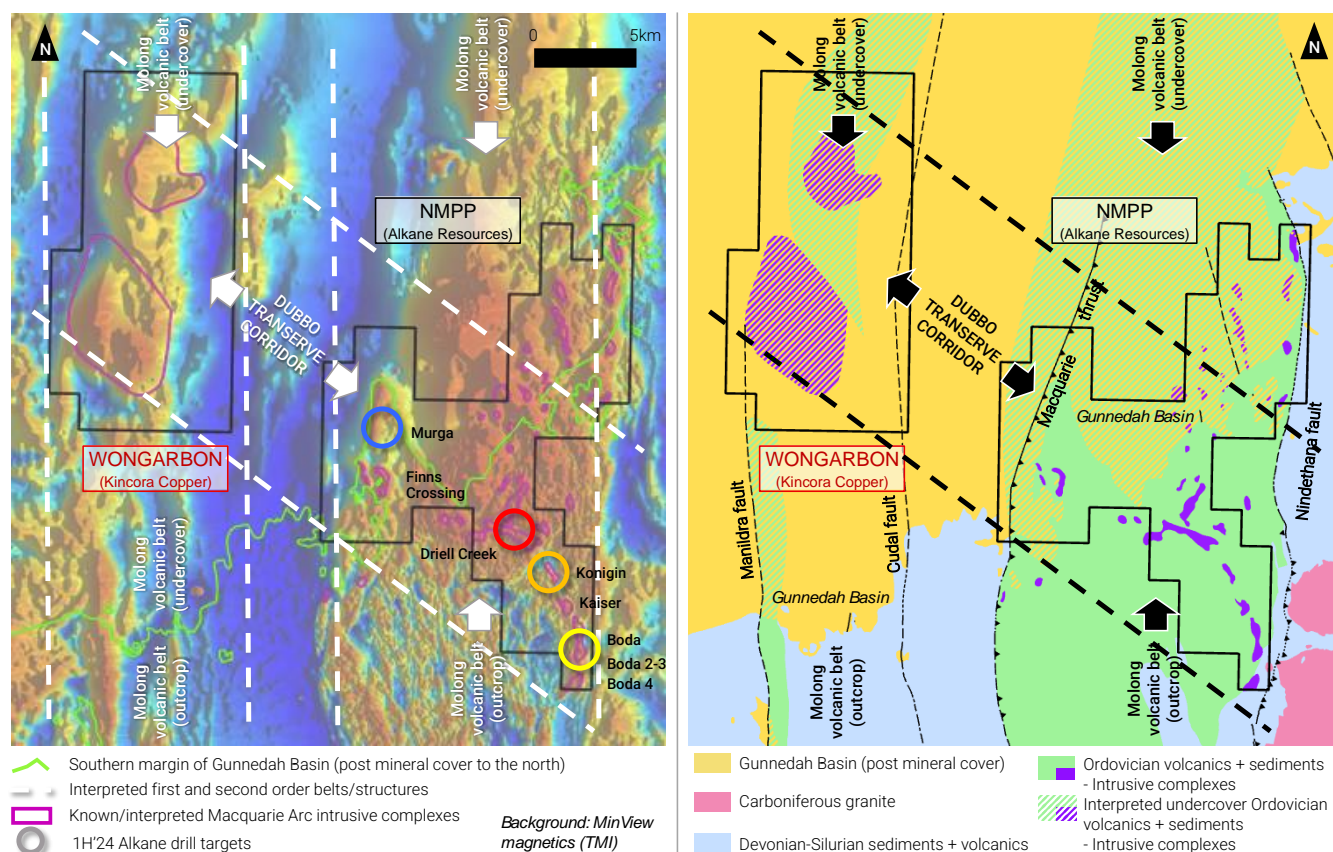 N
Molong
volcanic belt
(undercover)
Molong
volcanic belt
(undercover)
0
5km
NMPP
(Alkane Resources)
DUBBO
TRANSERVE
CORRIDOR
WONGARBON
(Kincora Copper)
Murga
Finns
Crossing
Driell Creek
Konigin
Kaiser
Boda
Boda 2-3
Boda 4
Molong
volcanic belt
(undercover)
Molong
volcanic belt
(outcrop)
Molong
volcanic belt
(outcrop)
Southern margin of Gunnedah Basin (post mineral cover to the north)
Interpreted first and second order belts/structures
Known/interpreted Macquarie Arc intrusive complexes
1H'24 Alkane drill targets
Background: MinView
magnetics (TMI)
Molong
volcanic belt
(undercover)
Molong
volcanic belt
(undercover)
N
NMPP
(Alkane Resources)
DUBBO
TRANSERVE
CORRIDOR
Macquarie
thrust
Gunnedah Basin
Nindethana fault
WONGARBON
(Kincora Copper)
Manildra fault
Cudal fault
Gunnedah Basin
Molong
volcanic belt
(outcrop)
Molong
volcanic belt
(outcrop)
Gunnedah Basin (post mineral cover)
Carboniferous granite
Devonian-Silurian sediments + volcanics
Ordovician volcanics + sediments
- Intrusive complexes
Interpreted undercover Ordovician
volcanics + sediments
- Intrusive complexes